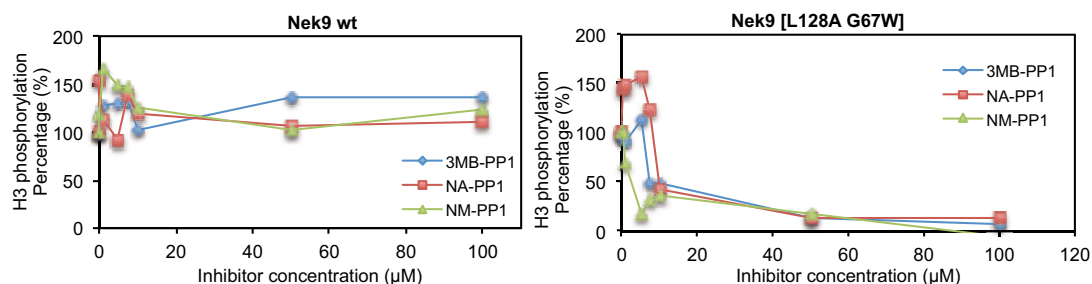 Nek9 wt
H3 phosphorylation
Percentage (%)
200
150
100
50
0
0 20 40 60 80 100
Inhibitor concentration (µM)
3MB-PP1
NA-PP1
NM-PP1
Nek9 [L128A G67W]
H3 phosphorylation
Percentage (%)
200
150
100
50
0
0 20 40 60 80 100 120
Inhibitor concentration (µM)
3MB-PP1
NA-PP1
NM-PP1